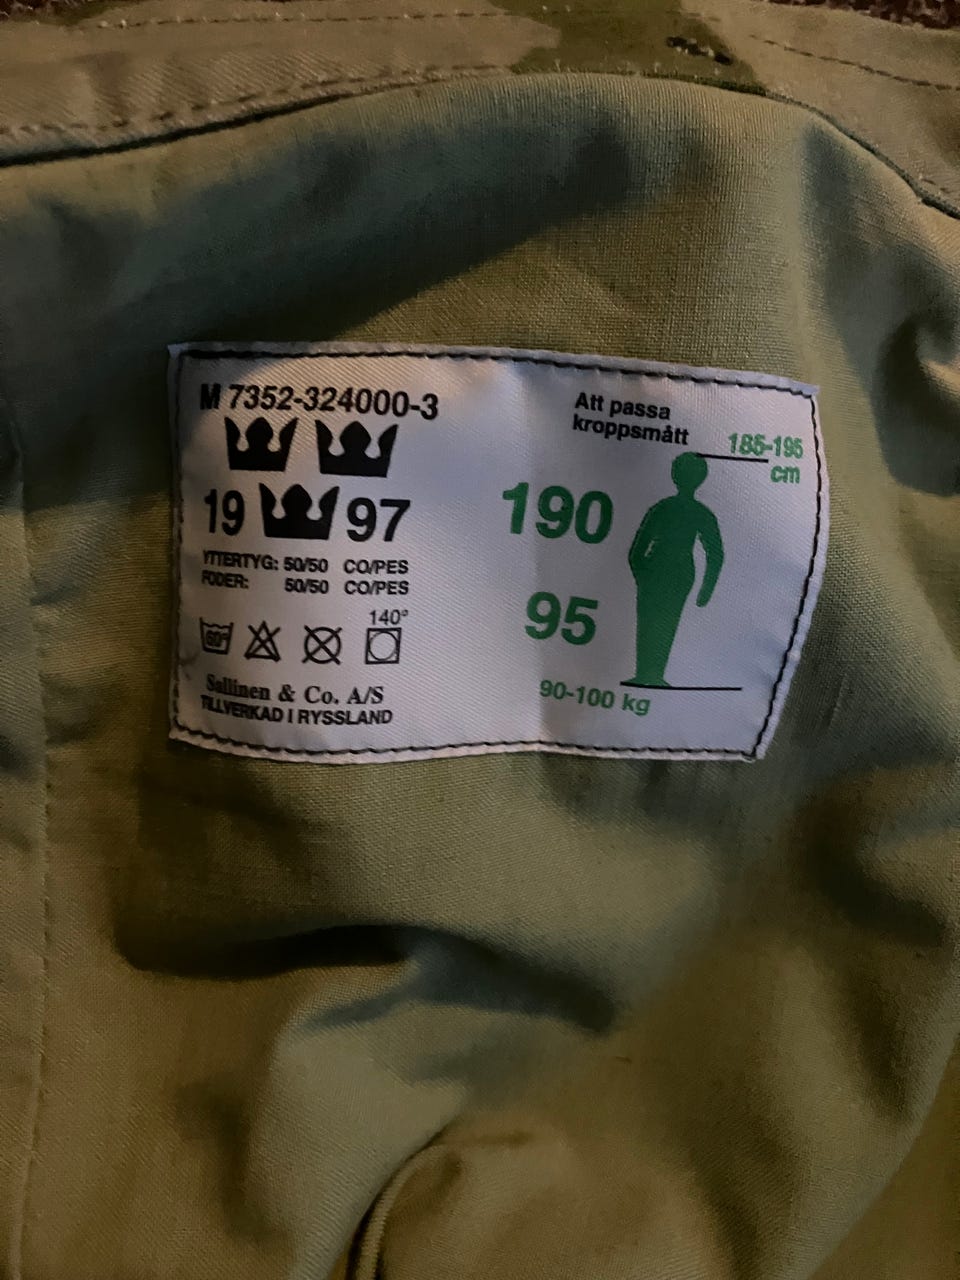 M 7352-324000-3
19 97
YTTERTYG: 50/50 CO/PES
FODER: 50/50 CO/PES
60°
140°
Sallinen & Co. A/S
TILLVERKAD I RYSSLAND
Att passa
kroppsmått
185-195
cm
190
95
90-100 kg